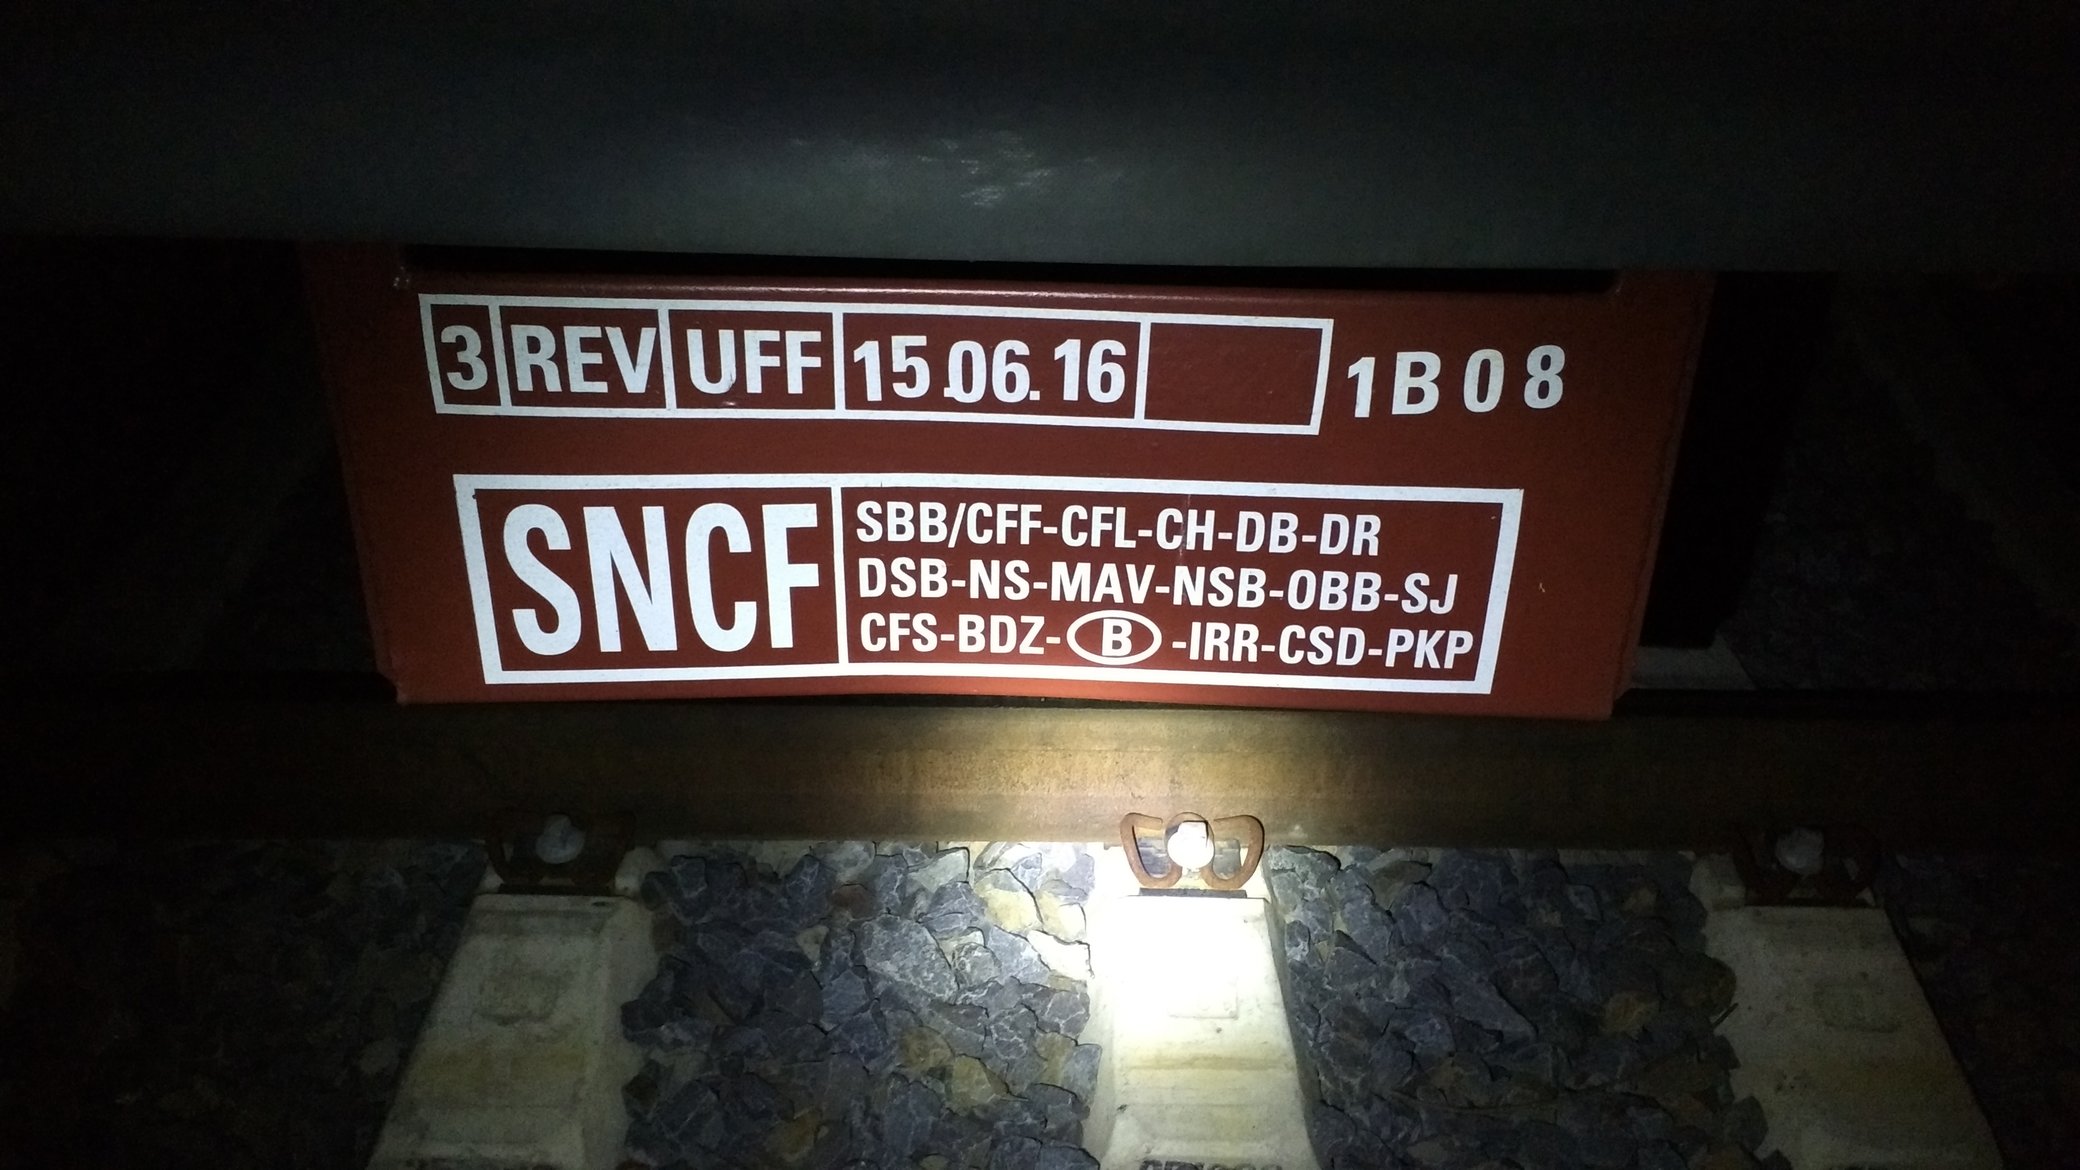 3 REV UFF 15.06.16 1B08
SNCF
SBB/CFF-CFL-CH-DB-DR
DSB-NS-MAV-NSB-OBB-SJ
CFS-BDZ-B-IRR-CSD-PKP